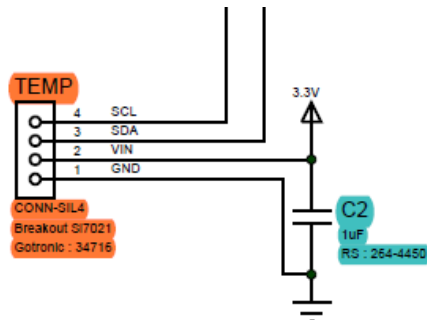 TEMP
3.3V
4 SCL
3 SDA
2 VIN
1 GND
CONN-SIL4
Breakout SI7021
Gotronic : 34716
C2
1uF
RS : 264-4450